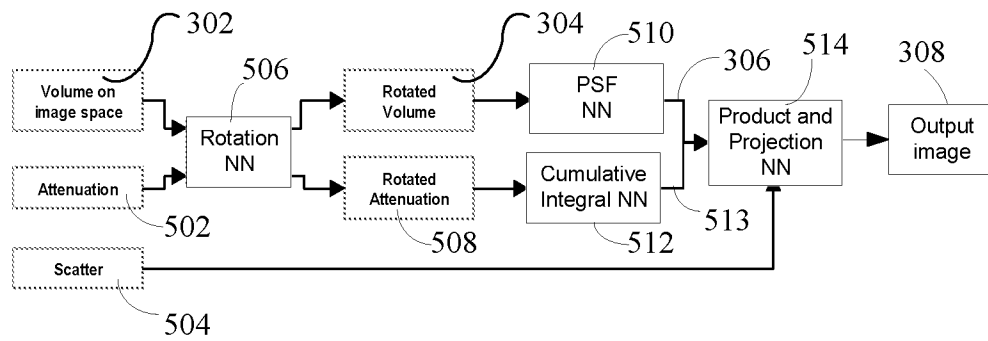 302
304
510
514
506
306
308
Volume on
image space
Rotated
Volume
PSF
NN
Product and
Projection
NN
Output
image
Rotation
NN
Attenuation
Rotated
Attenuation
Cumulative
Integral NN
513
502
508
512
Scatter
504